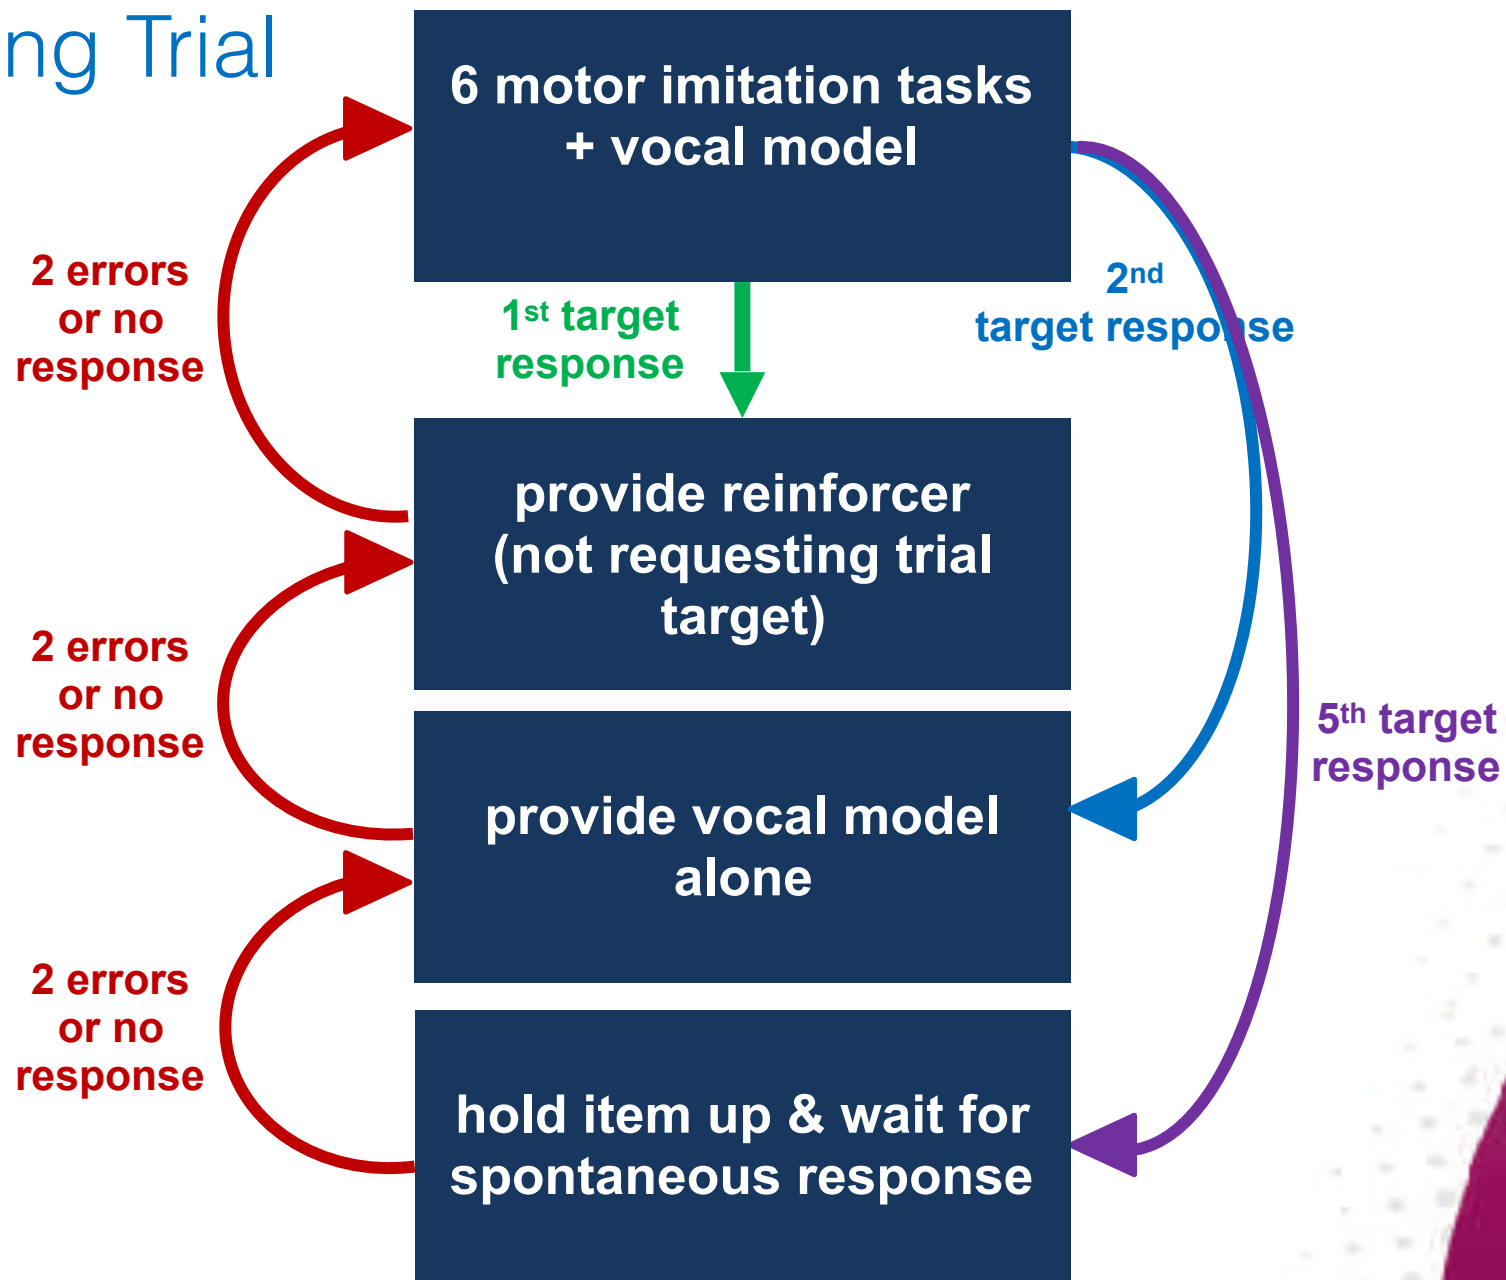 ng Trial
6 motor imitation tasks
+ vocal model
2 errors
or no
response
1st target
response
2nd
target response
provide reinforcer
(not requesting trial
target)
2 errors
or no
response
5th target
response
provide vocal model
alone
2 errors
or no
response
hold item up & wait for
spontaneous response